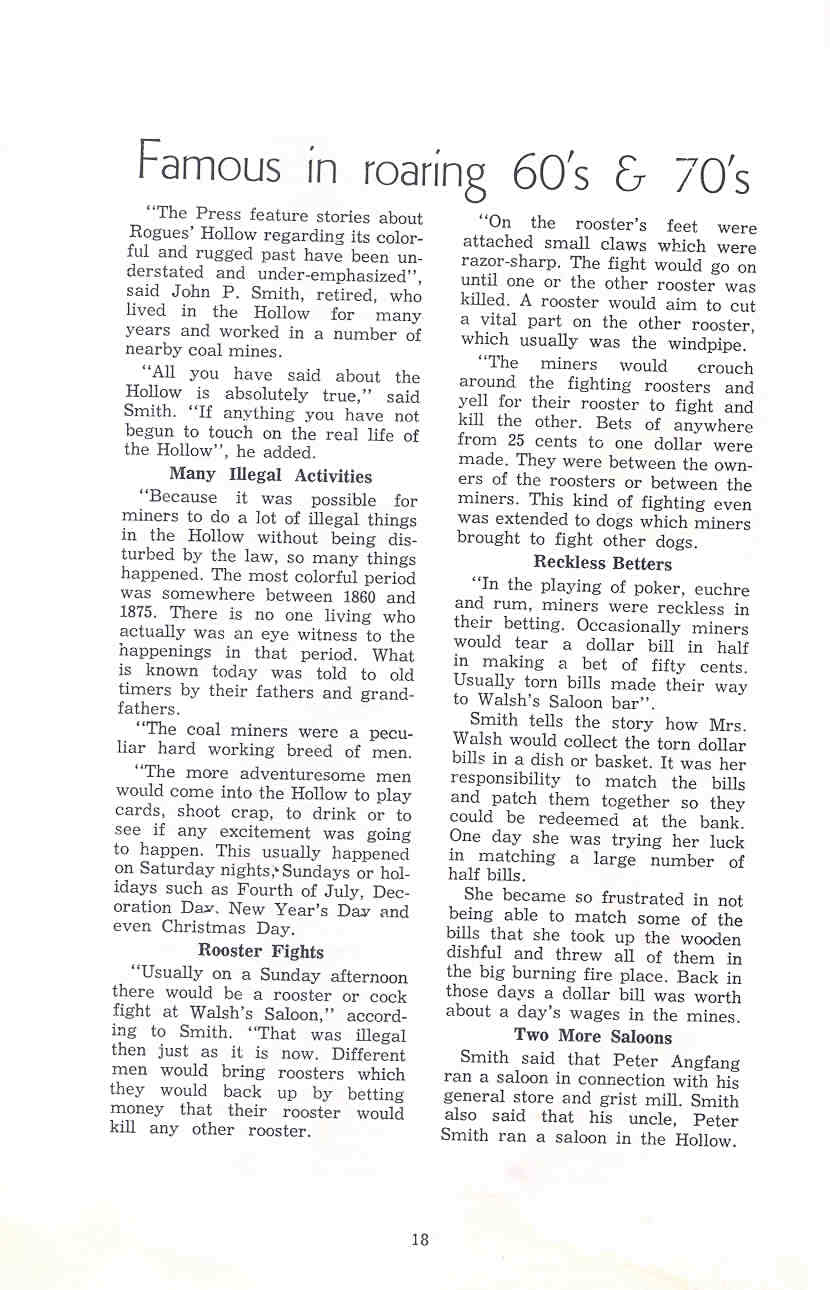 Famous in roaring 60's & 70's
"The Press feature stories about
Rogues' Hollow regarding its color-
ful and rugged past have been un-
derstated and under-emphasized",
said John P. Smith, retired, who
lived in the Hollow for many
years and worked in a number of
nearby coal mines.
"All you have said about the
Hollow is absolutely true," said
Smith. "If anything you have not
begun to touch on the real life of
the Hollow", he added.
Many Illegal Activities
"Because it was possible for
miners to do a lot of illegal things
in the Hollow without being dis-
turbed by the law, so many things
happened. The most colorful period
was somewhere between 1860 and
1875. There is no one living who
actually was an eye witness to the
happenings in that period. What
is known today was told to old
timers by their fathers and grand-
fathers.
"The coal miners were a pecu-
liar hard working breed of men.
"The more adventuresome men
would come into the Hollow to play
cards, shoot crap, to drink or to
see if any excitement was going
to happen. This usually happened
on Saturday nights, Sundays or hol-
idays such as Fourth of July, Dec-
oration Day. New Year's Day and
even Christmas Day.
Rooster Fights
"Usually on a Sunday afternoon
there would be a rooster or cock
fight at Walsh's Saloon," accord-
ing to Smith. "That was illegal
then just as it is now. Different
men would bring roosters which
they would back up by betting
money that their rooster would
kill any other rooster.
"On the rooster's feet were
attached small claws which were
razor-sharp. The fight would go on
until one or the other rooster was
killed. A rooster would aim to cut
a vital part on the other rooster,
which usually was the windpipe.
"The miners would crouch
around the fighting roosters and
yell for their rooster to fight and
kill the other. Bets of anywhere
from 25 cents to one dollar were
made. They were between the own-
ers of the roosters or between the
miners. This kind of fighting even
was extended to dogs which miners
brought to fight other dogs.
Reckless Betters
"In the playing of poker, euchre
and rum, miners were reckless in
their betting. Occasionally miners
would tear a dollar bill in half
in making a bet of fifty cents.
Usually torn bills made their way
to Walsh's Saloon bar".
Smith tells the story how Mrs.
Walsh would collect the torn dollar
bills in a dish or basket. It was her
responsibility to match the bills
and patch them together so they
could be redeemed at the bank.
One day she was trying her luck
in matching a large number of
half bills.
She became so frustrated in not
being able to match some of the
bills that she took up the wooden
dishful and threw all of them in
the big burning fire place. Back in
those days a dollar bill was worth
about a day's wages in the mines.
Two More Saloons
Smith said that Peter Angfang
ran a saloon in connection with his
general store and grist mill. Smith
also said that his uncle, Peter
Smith ran a saloon in the Hollow.
18